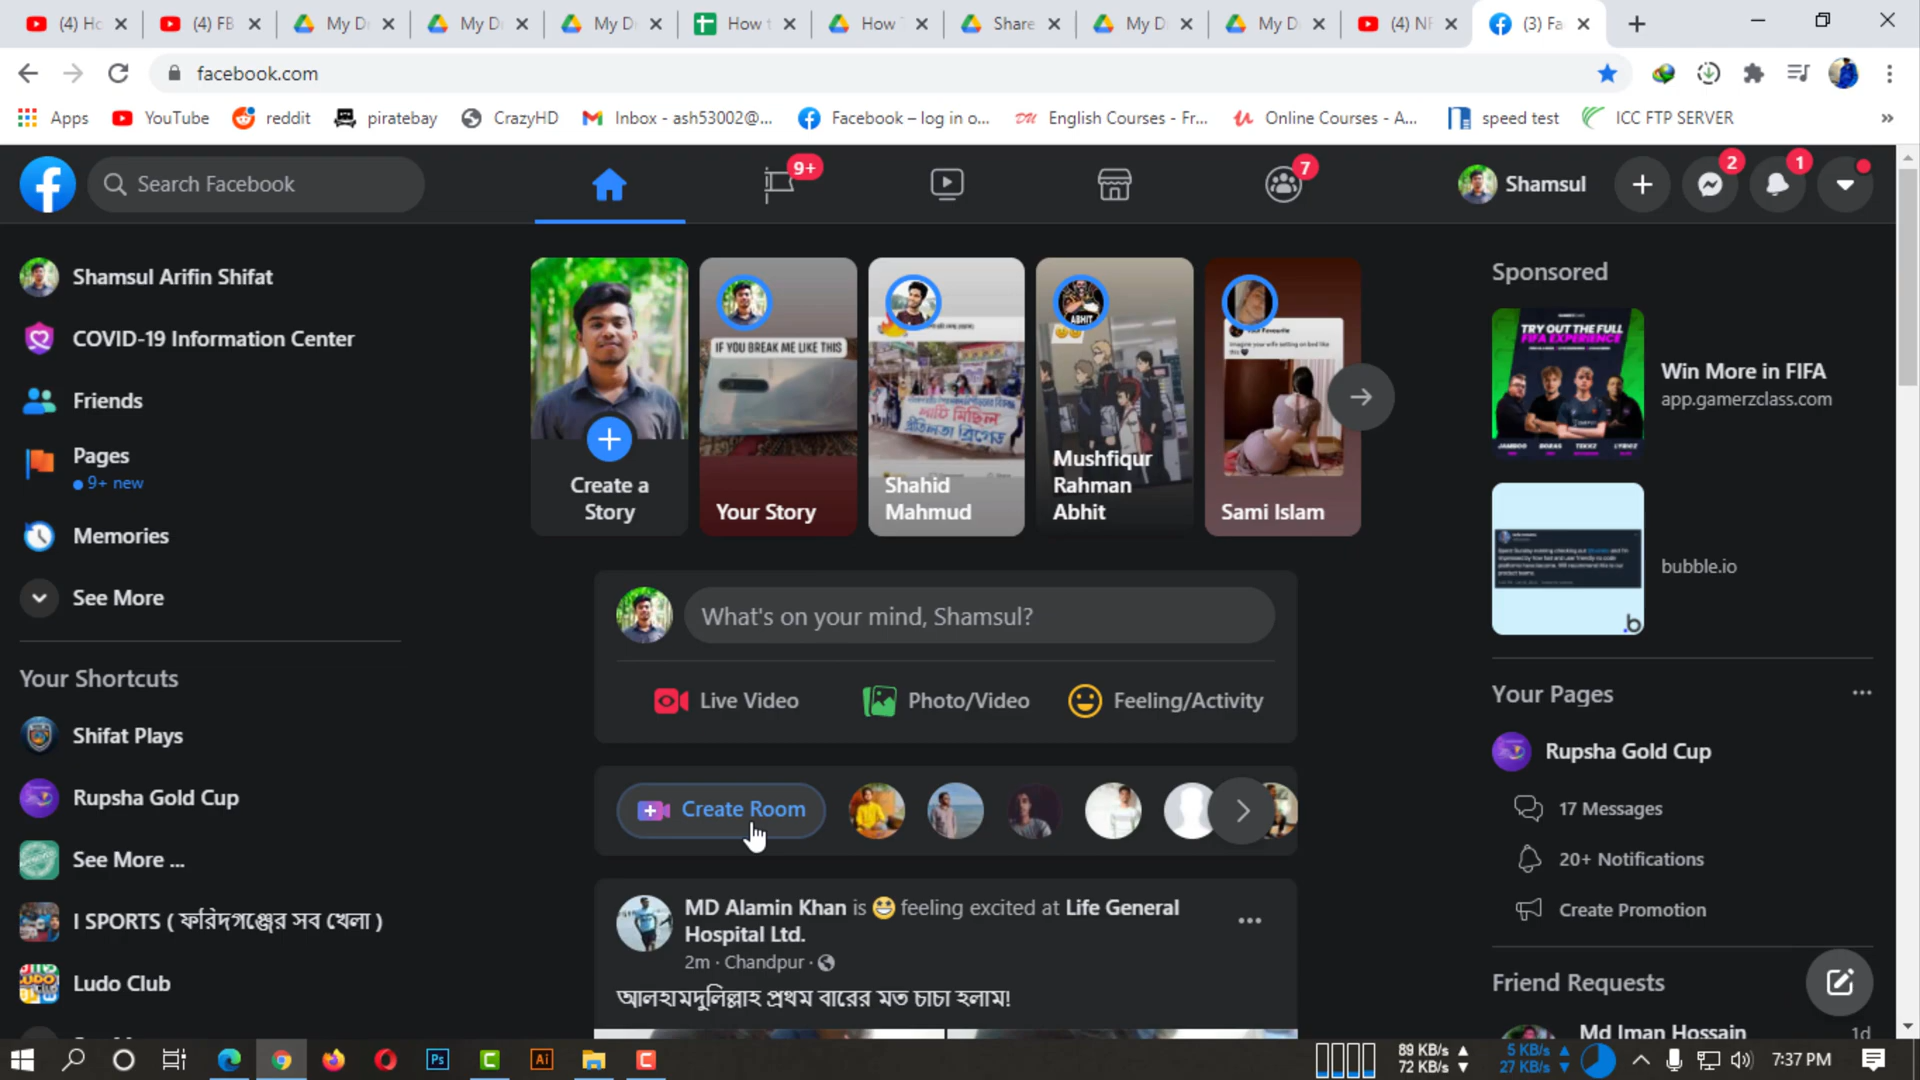 (4) Ho
(4) FB
My D
My D
My D
How t
How
Share
My D
My D
(4) NF
(3) Fa
facebook.com
Apps
YouTube
reddit
piratebay
CrazyHD
Inbox - ash53002@...
Facebook – log in o...
English Courses - Fr...
Online Courses - A...
speed test
ICC FTP SERVER
»
Search Facebook
9+
7
Shamsul
2
1
Shamsul Arifin Shifat
COVID-19 Information Center
Friends
Pages
9+ new
Memories
See More
Your Shortcuts
Shifat Plays
Rupsha Gold Cup
See More ...
I SPORTS ( ফরিদগঞ্জের সব খেলা )
Ludo Club
Create a
Story
IF YOU BREAK ME LIKE THIS
Your Story
Shahid
Mahmud
ABHIT
Mushfiqur
Rahman
Abhit
Sami Islam
What's on your mind, Shamsul?
Live Video
Photo/Video
Feeling/Activity
Create Room
MD Alamin Khan is feeling excited at Life General
Hospital Ltd.
2m · Chandpur ·
আলহামদুলিল্লাহ প্রথম বারের মত চাচা হলাম!
Sponsored
TRY OUT THE FULL
FIFA EXPERIENCE
Win More in FIFA
app.gamerzclass.com
bubble.io
Your Pages
Rupsha Gold Cup
17 Messages
20+ Notifications
Create Promotion
Friend Requests
Md Iman Hossain
1d
Ps
Ai
89 KB/s
72 KB/s
5 KB/s
27 KB/s
7:37 PM